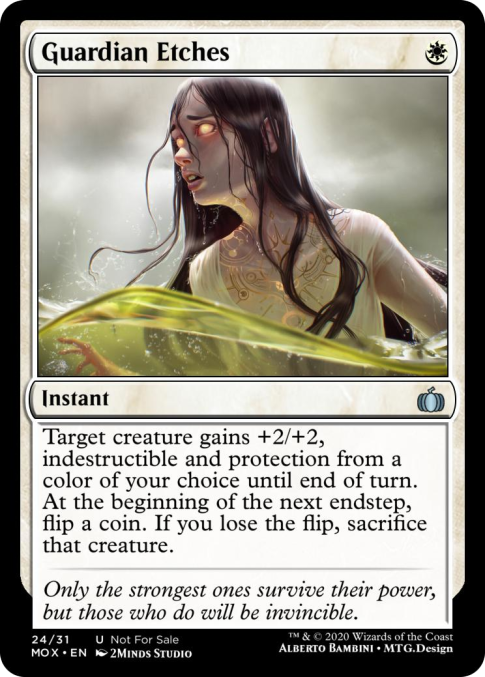 Guardian Etches
Instant
Target creature gains +2/+2,
indestructible and protection from a
color of your choice until end of turn.
At the beginning of the next endstep,
flip a coin. If you lose the flip, sacrifice
that creature.
Only the strongest ones survive their power,
but those who do will be invincible.
24/31 U Not For Sale
MOX • EN 2Minds Studio
™ & © 2020 Wizards of the Coast
Alberto Bambini • MTG.Design